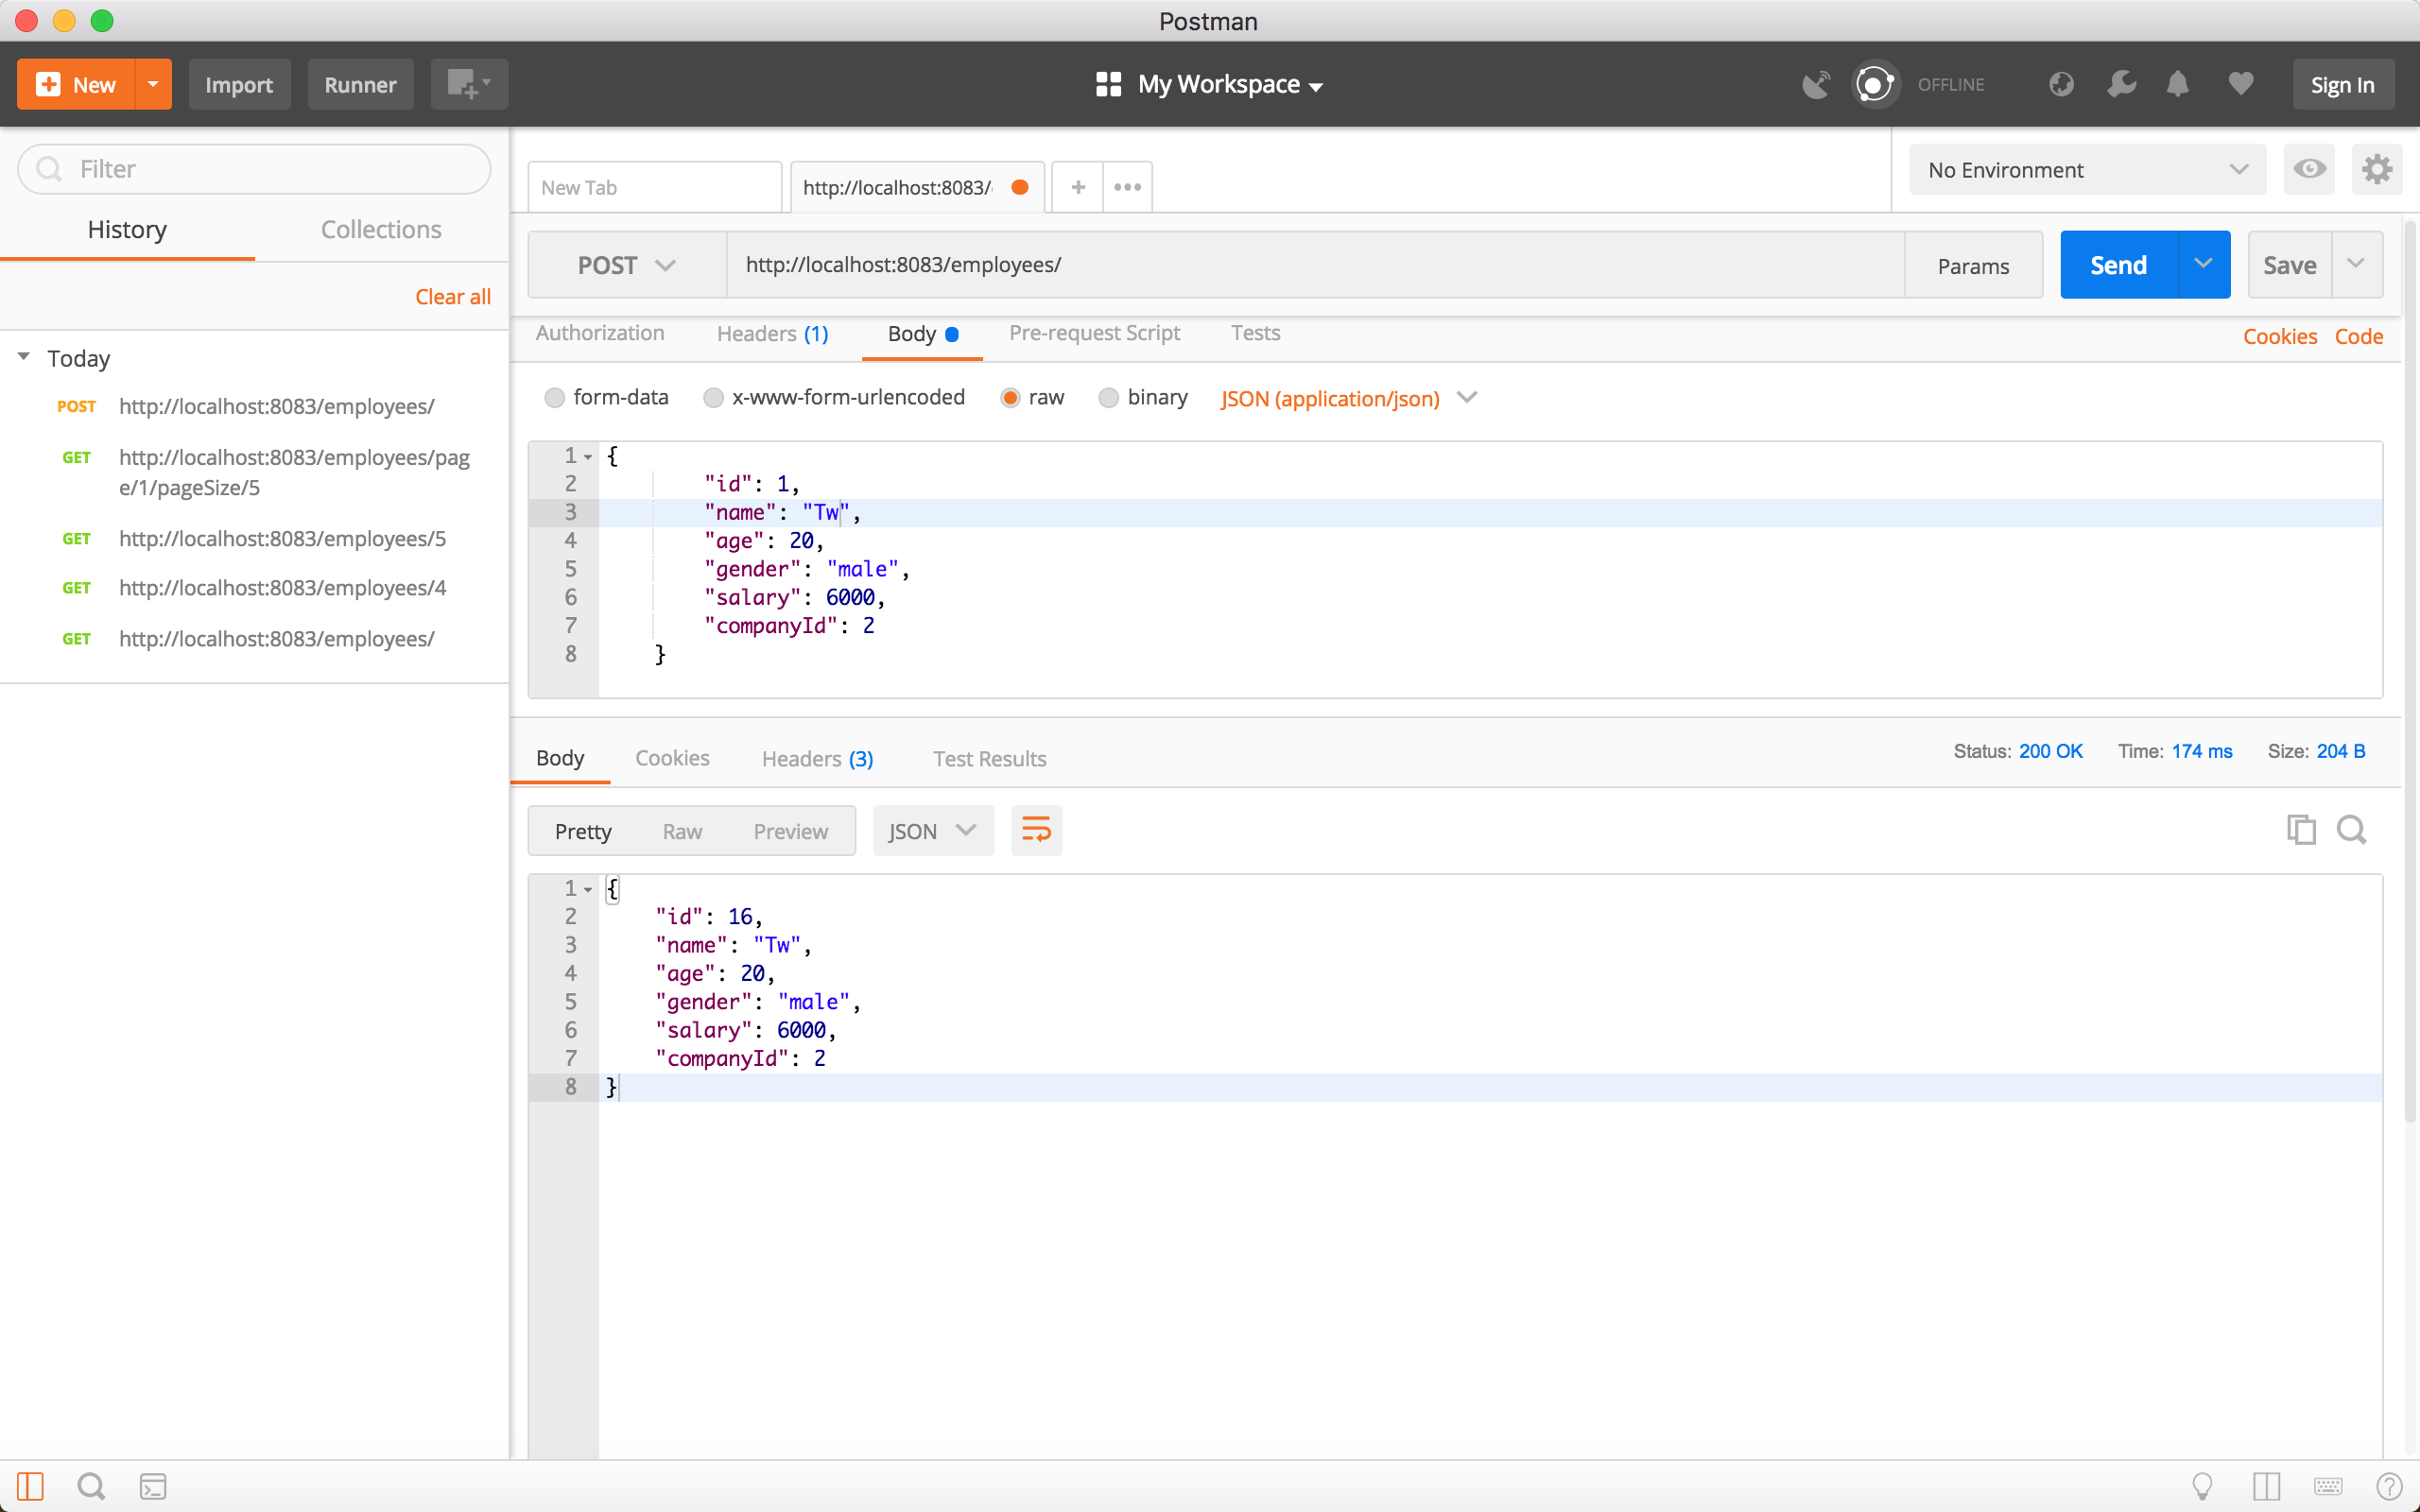 Postman
New
Import
Runner
My Workspace
OFFLINE
Sign In
Filter
History
Collections
Clear all
Today
POST http://localhost:8083/employees/
GET http://localhost:8083/employees/pag
e/1/pageSize/5
GET http://localhost:8083/employees/5
GET http://localhost:8083/employees/4
GET http://localhost:8083/employees/
New Tab
http://localhost:8083/
+
•••
No Environment
POST
http://localhost:8083/employees/
Params
Send
Save
Authorization
Headers (1)
Body
Pre-request Script
Tests
Cookies
Code
form-data
x-www-form-urlencoded
raw
binary
JSON (application/json)
1 {
2 "id": 1,
3 "name": "Tw",
4 "age": 20,
5 "gender": "male",
6 "salary": 6000,
7 "companyId": 2
8 }
Body
Cookies
Headers (3)
Test Results
Status: 200 OK
Time: 174 ms
Size: 204 B
Pretty
Raw
Preview
JSON
1 {
2 "id": 16,
3 "name": "Tw",
4 "age": 20,
5 "gender": "male",
6 "salary": 6000,
7 "companyId": 2
8 }